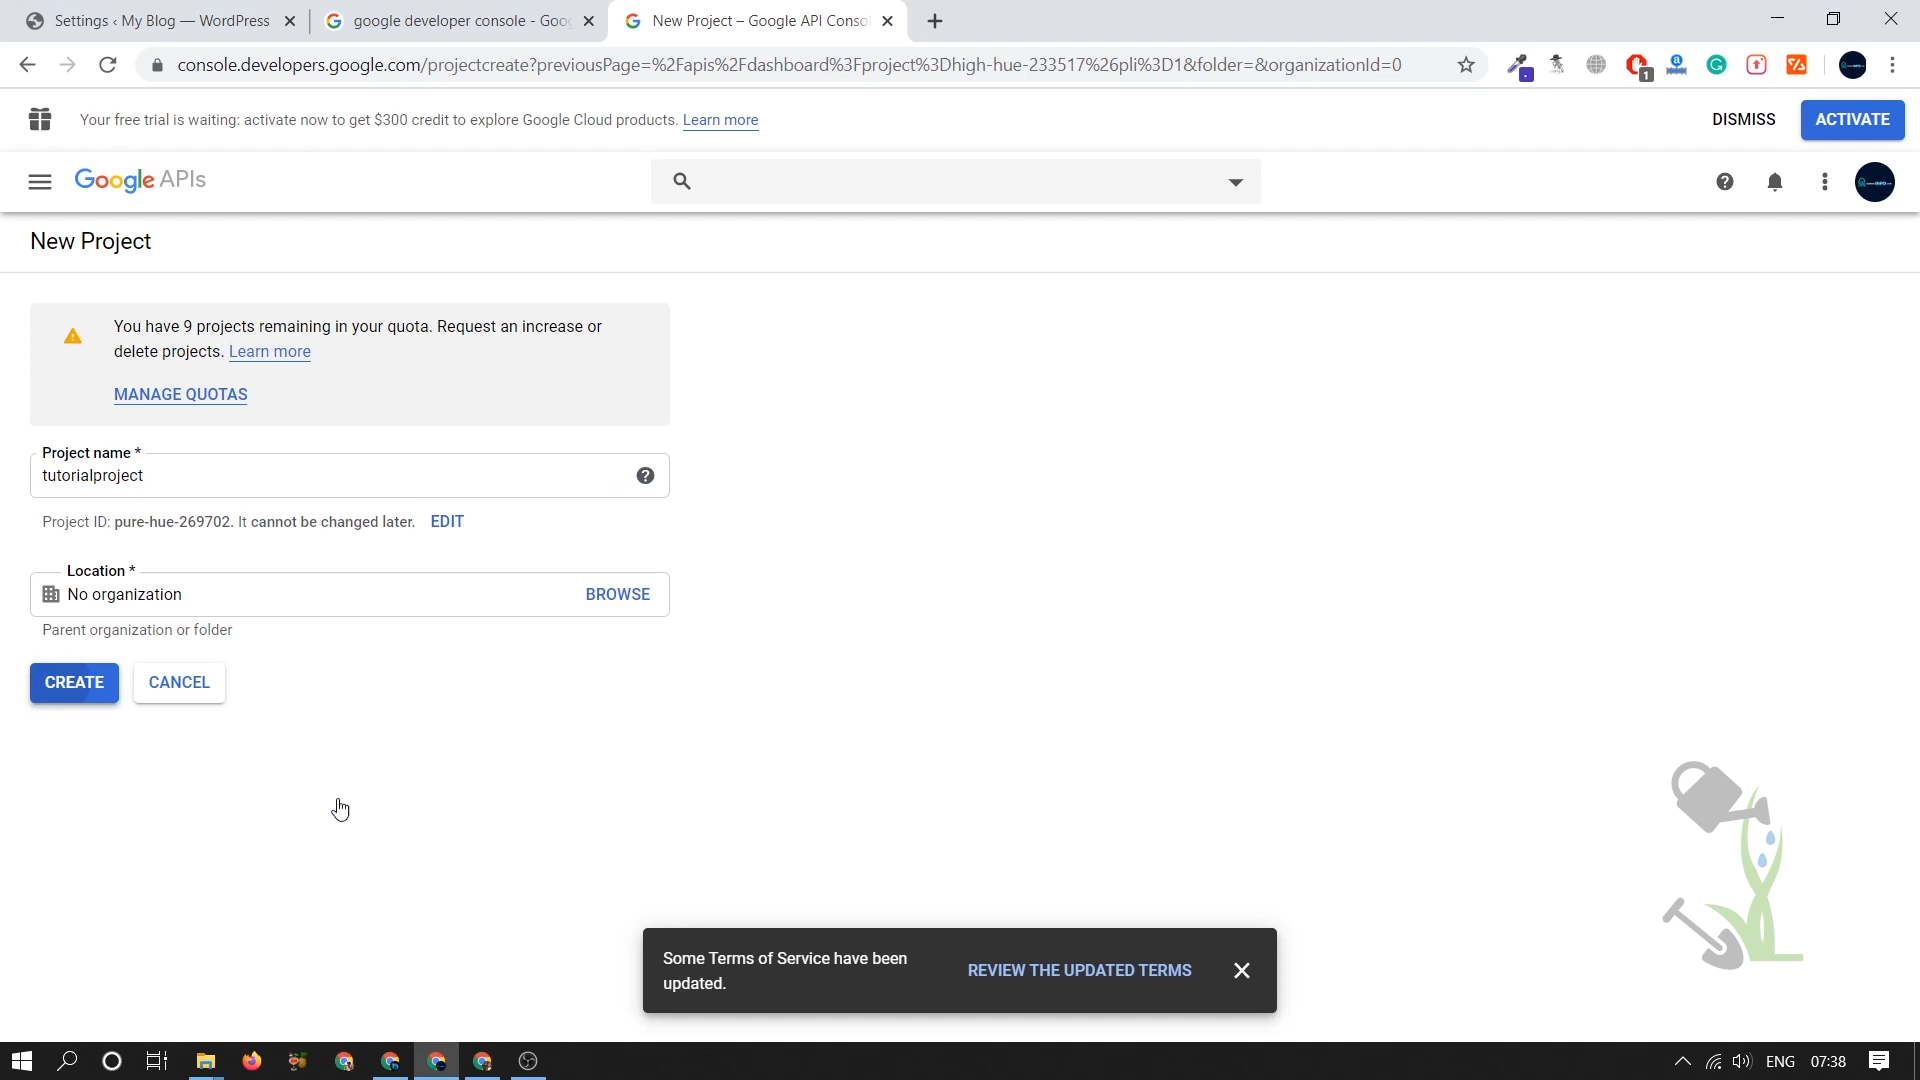 Settings ‹ My Blog — WordPress
google developer console - Goo
New Project – Google API Conso
console.developers.google.com/projectcreate?previousPage=%2Fapis%2Fdashboard%3Fproject%3Dhigh-hue-233517%26pli%3D1&folder=&organizationId=0
1
Your free trial is waiting: activate now to get $300 credit to explore Google Cloud products. Learn more
DISMISS
ACTIVATE
Google APIs
New Project
You have 9 projects remaining in your quota. Request an increase or
delete projects. Learn more
MANAGE QUOTAS
Project name *
tutorialproject
Project ID: pure-hue-269702. It cannot be changed later. EDIT
Location *
No organization
BROWSE
Parent organization or folder
CREATE
CANCEL
Some Terms of Service have been
updated.
REVIEW THE UPDATED TERMS
ENG
07:38